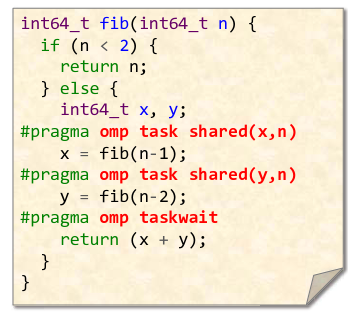 int64_t fib(int64_t n) {
  if (n < 2) {
    return n;
  } else {
    int64_t x, y;
#pragma omp task shared(x,n)
    x = fib(n-1);
#pragma omp task shared(y,n)
    y = fib(n-2);
#pragma omp taskwait
    return (x + y);
  }
}